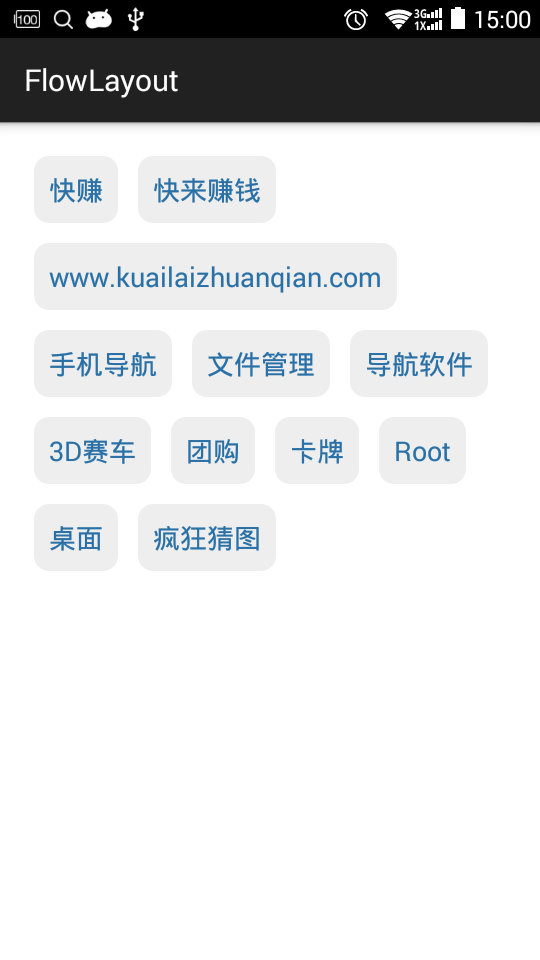 100 3G 1X 15:00
FlowLayout
快赚 快来赚钱
www.kuailaizhuanqian.com
手机导航 文件管理 导航软件
3D赛车 团购 卡牌 Root
桌面 疯狂猜图